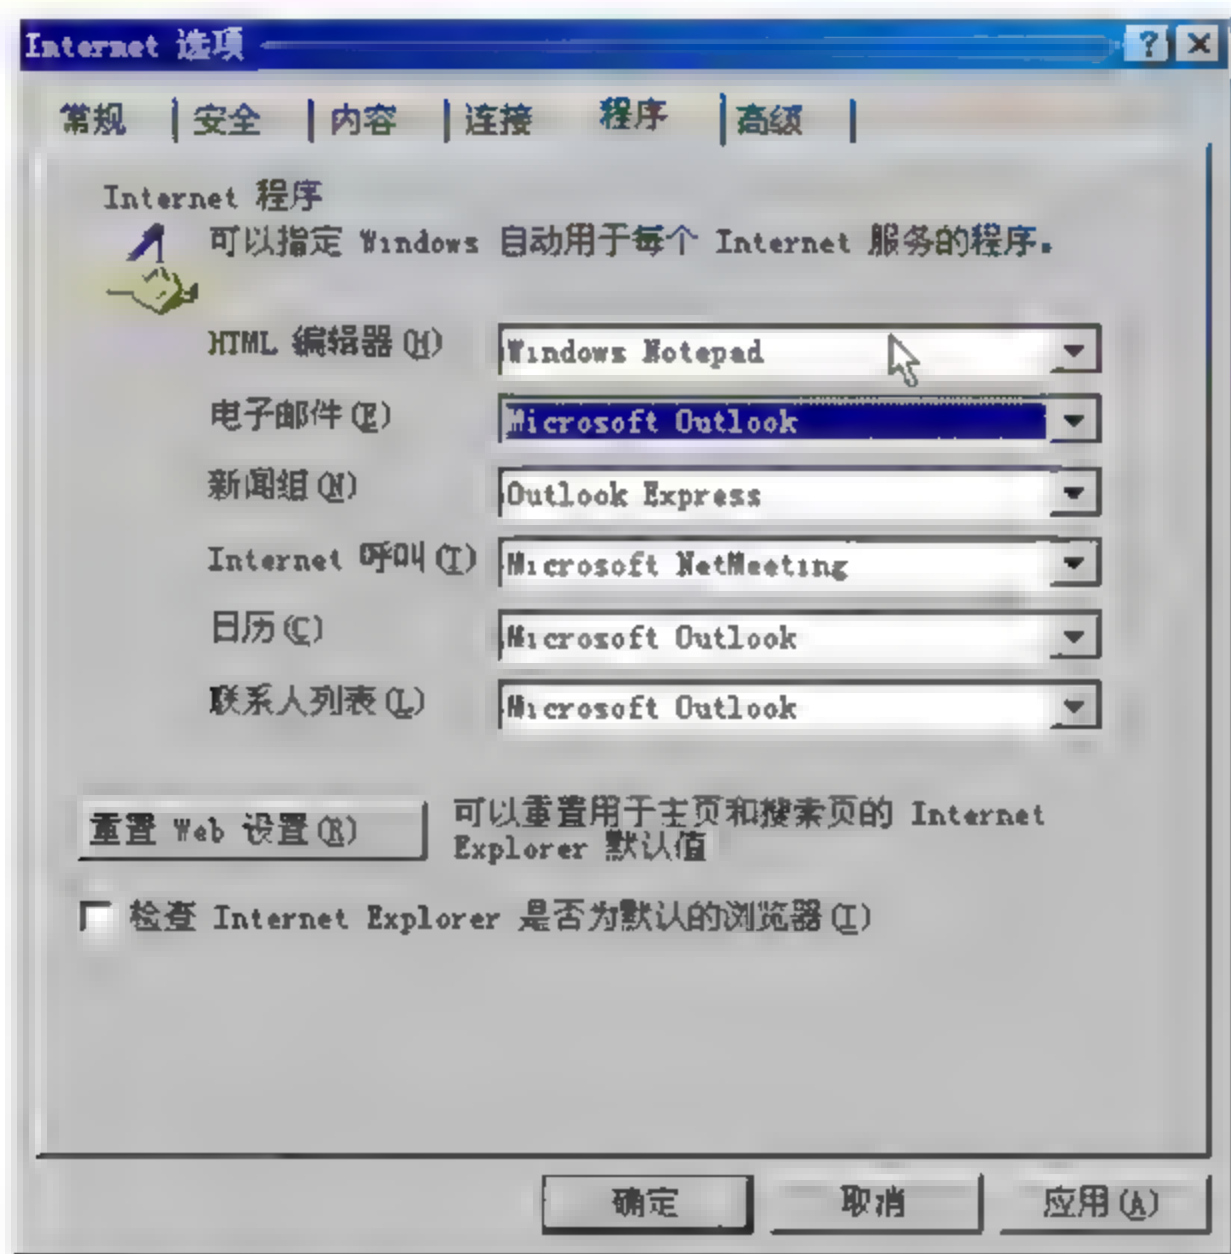 Internet 选项
常规 安全 内容 连接 程序 高级
Internet 程序
可以指定 Windows 自动用于每个 Internet 服务的程序。
HTML 编辑器(H) Windows Notepad
电子邮件(E) Microsoft Outlook
新闻组(N) Outlook Express
Internet 呼叫(I) Microsoft NetMeeting
日历(C) Microsoft Outlook
联系人列表(L) Microsoft Outlook
重置 Web 设置(R) 可以重置用于主页和搜索页的 Internet
Explorer 默认值
检查 Internet Explorer 是否为默认的浏览器(I)
确定 取消 应用(A)